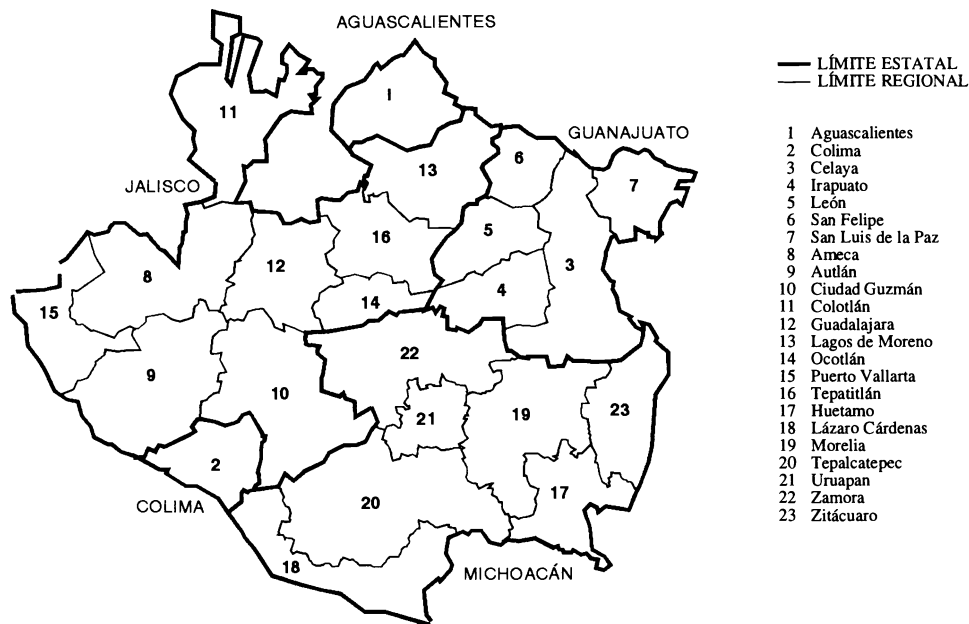 AGUASCALIENTES
GUANAJUATO
JALISCO
COLIMA
MICHOACÁN
1
11
13
6
7
16
5
12
3
8
15
14
4
22
9
10
21
19
23
2
20
17
18
LÍMITE ESTATAL
LÍMITE REGIONAL
1 Aguascalientes
2 Colima
3 Celaya
4 Irapuato
5 León
6 San Felipe
7 San Luis de la Paz
8 Ameca
9 Autlán
10 Ciudad Guzmán
11 Colotlán
12 Guadalajara
13 Lagos de Moreno
14 Ocotlán
15 Puerto Vallarta
16 Tepatitlán
17 Huetamo
18 Lázaro Cárdenas
19 Morelia
20 Tepalcatepec
21 Uruapan
22 Zamora
23 Zitácuaro